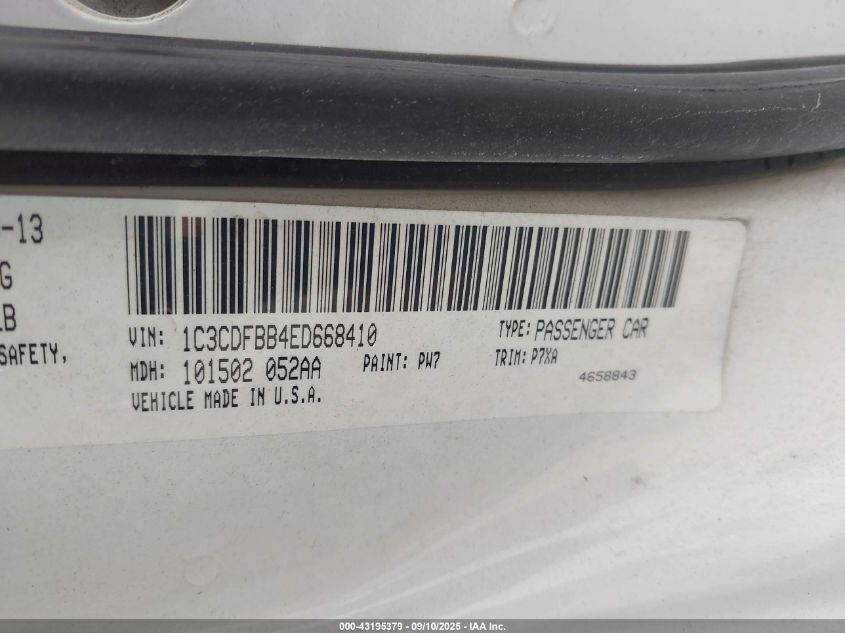 -13
G
LB
SAFETY,
VIN: 1C3CDFBB4ED668410 TYPE: PASSENGER CAR
MDH: 101502 052AA PAINT: PW7 TRIM: P7XA
4658843
VEHICLE MADE IN U.S.A.
000-43195379 - 09/10/2025 - IAA Inc.